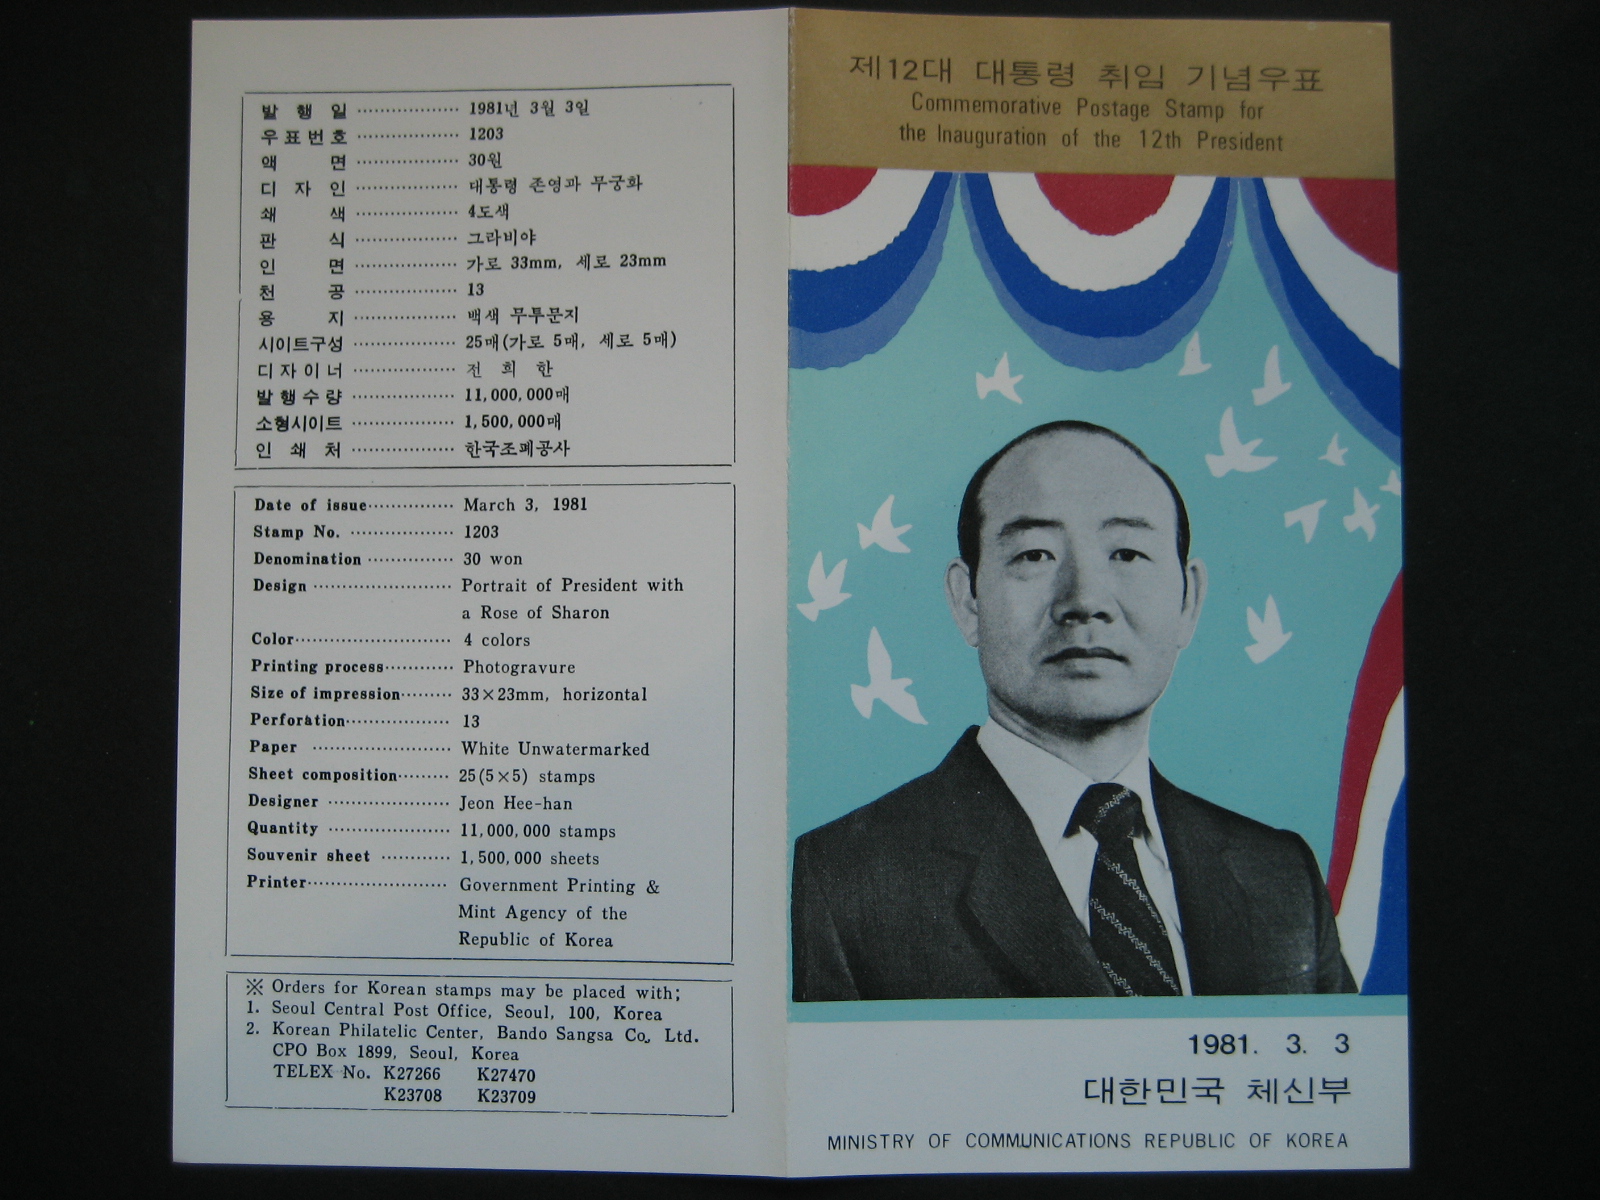 발 행 일 ·················· 1981년 3월 3일
우표번호 ·················· 1203
액 면 ·················· 30원
디 자 인 ·················· 대통령 존영과 무궁화
쇄 색 ·················· 4도색
판 식 ·················· 그라비야
인 면 ·················· 가로 33mm, 세로 23mm
천 공 ·················· 13
용 지 ·················· 백색 무투문지
시이트구성 ·················· 25매(가로 5매, 세로 5매)
디자이너 ·················· 전 희 한
발행수량 ·················· 11,000,000매
소형시이트 ·················· 1,500,000매
인 쇄 처 ·················· 한국조폐공사
Date of issue··············· March 3, 1981
Stamp No. ·················· 1203
Denomination ··············· 30 won
Design ························ Portrait of President with
a Rose of Sharon
Color··························· 4 colors
Printing process············ Photogravure
Size of impression········· 33×23mm, horizontal
Perforation·················· 13
Paper ························ White Unwatermarked
Sheet composition········· 25(5×5) stamps
Designer ····················· Jeon Hee-han
Quantity ····················· 11,000,000 stamps
Souvenir sheet ············ 1,500,000 sheets
Printer························ Government Printing &
Mint Agency of the
Republic of Korea
※ Orders for Korean stamps may be placed with;
1. Seoul Central Post Office, Seoul, 100, Korea
2. Korean Philatelic Center, Bando Sangsa Co., Ltd.
CPO Box 1899, Seoul, Korea
TELEX No. K27266 K27470
K23708 K23709
제12대 대통령 취임 기념우표
Commemorative Postage Stamp for
the Inauguration of the 12th President
1981. 3. 3
대한민국 체신부
MINISTRY OF COMMUNICATIONS REPUBLIC OF KOREA